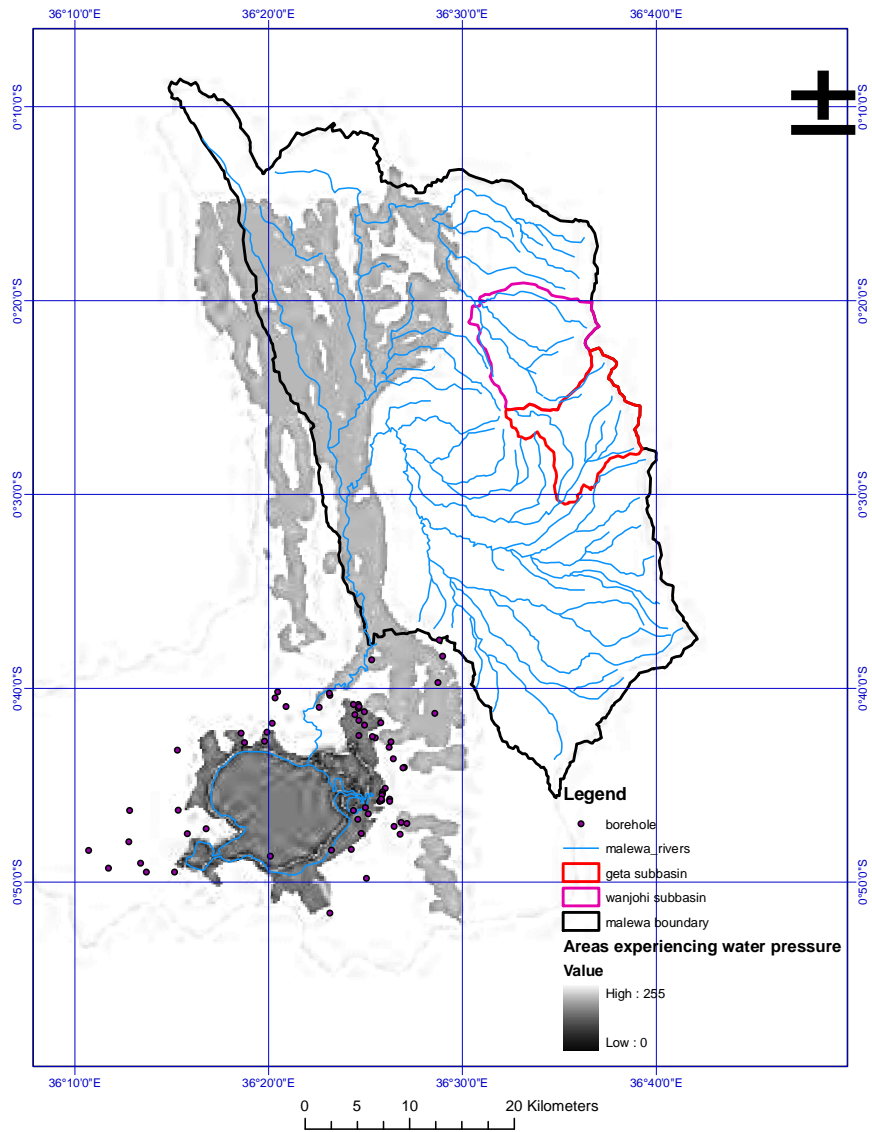 36°10'0"E 36°20'0"E 36°30'0"E 36°40'0"E
0°10'0"S 0°10'0"S
0°20'0"S 0°20'0"S
0°30'0"S 0°30'0"S
0°40'0"S 0°40'0"S
0°50'0"S 0°50'0"S
Legend
borehole
malewa_rivers
geta subbasin
wanjohi subbasin
malewa boundary
Areas experiencing water pressure
Value
High : 255
Low : 0
36°10'0"E 36°20'0"E 36°30'0"E 36°40'0"E
0 5 10 20 Kilometers